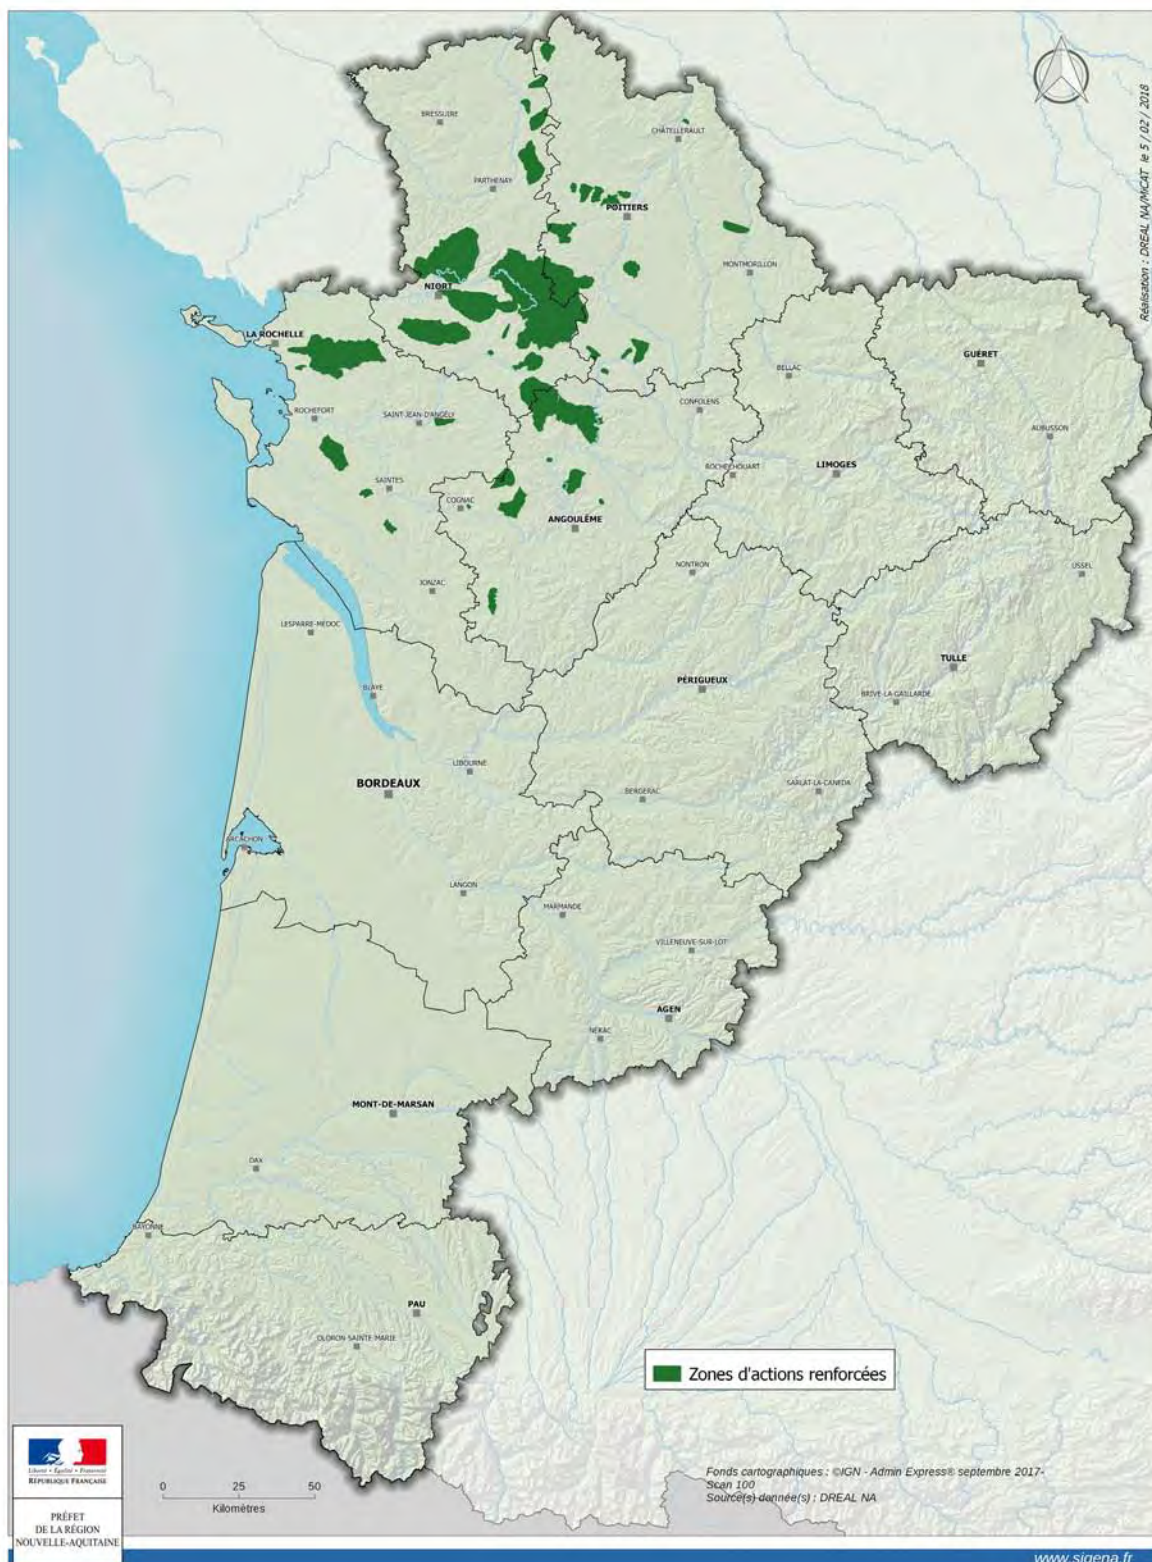 Réalisation : DREAL NA/MICAT le 5 / 02 / 2018
BRESSUIRE
CHÂTELLERAULT
PARTHENAY
POITIERS
MONTMORILLON
NIORT
LA ROCHELLE
GUÉRET
BELLAC
ROCHEFORT
SAINT-JEAN-D'ANGÉLY
CONFOLENS
AUBUSSON
ROCHECHOUART
LIMOGES
SAINTES
COGNAC
ANGOULÊME
NONTRON
USSEL
JONZAC
LESPARRE-MÉDOC
TULLE
PÉRIGUEUX
BLAYE
BRIVE-LA-GAILLARDE
LIBOURNE
BORDEAUX
BERGERAC
SARLAT-LA-CANÉDA
ARCACHON
LANGON
MARMANDE
VILLENEUVE-SUR-LOT
AGEN
NÉRAC
MONT-DE-MARSAN
DAX
BAYONNE
PAU
OLORON-SAINTE-MARIE
Zones d'actions renforcées
Liberté • Égalité • Fraternité
RÉPUBLIQUE FRANÇAISE
PRÉFET
DE LA RÉGION
NOUVELLE-AQUITAINE
0 25 50
Kilomètres
Fonds cartographiques : ©IGN - Admin Express® septembre 2017-
Scan 100
Source(s) donnée(s) : DREAL NA
www.sigena.fr